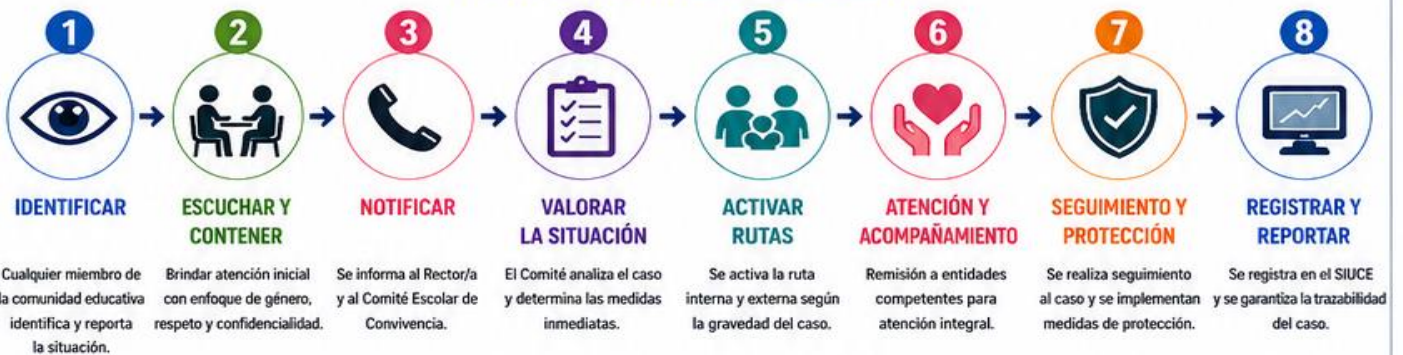 1
IDENTIFICAR
Cualquier miembro de
la comunidad educativa
identifica y reporta
la situación.
2
ESCUCHAR Y
CONTENER
Brindar atención inicial
con enfoque de género,
respeto y confidencialidad.
3
NOTIFICAR
Se informa al Rector/a
y al Comité Escolar de
Convivencia.
4
VALORAR
LA SITUACIÓN
El Comité analiza el caso
y determina las medidas
inmediatas.
5
ACTIVAR
RUTAS
Se activa la ruta
interna y externa según
la gravedad del caso.
6
ATENCIÓN Y
ACOMPAÑAMIENTO
Remisión a entidades
competentes para
atención integral.
7
SEGUIMIENTO Y
PROTECCIÓN
Se realiza seguimiento
al caso y se implementan
medidas de protección.
8
REGISTRAR Y
REPORTAR
Se registra en el SIUCE
y se garantiza la trazabilidad
del caso.